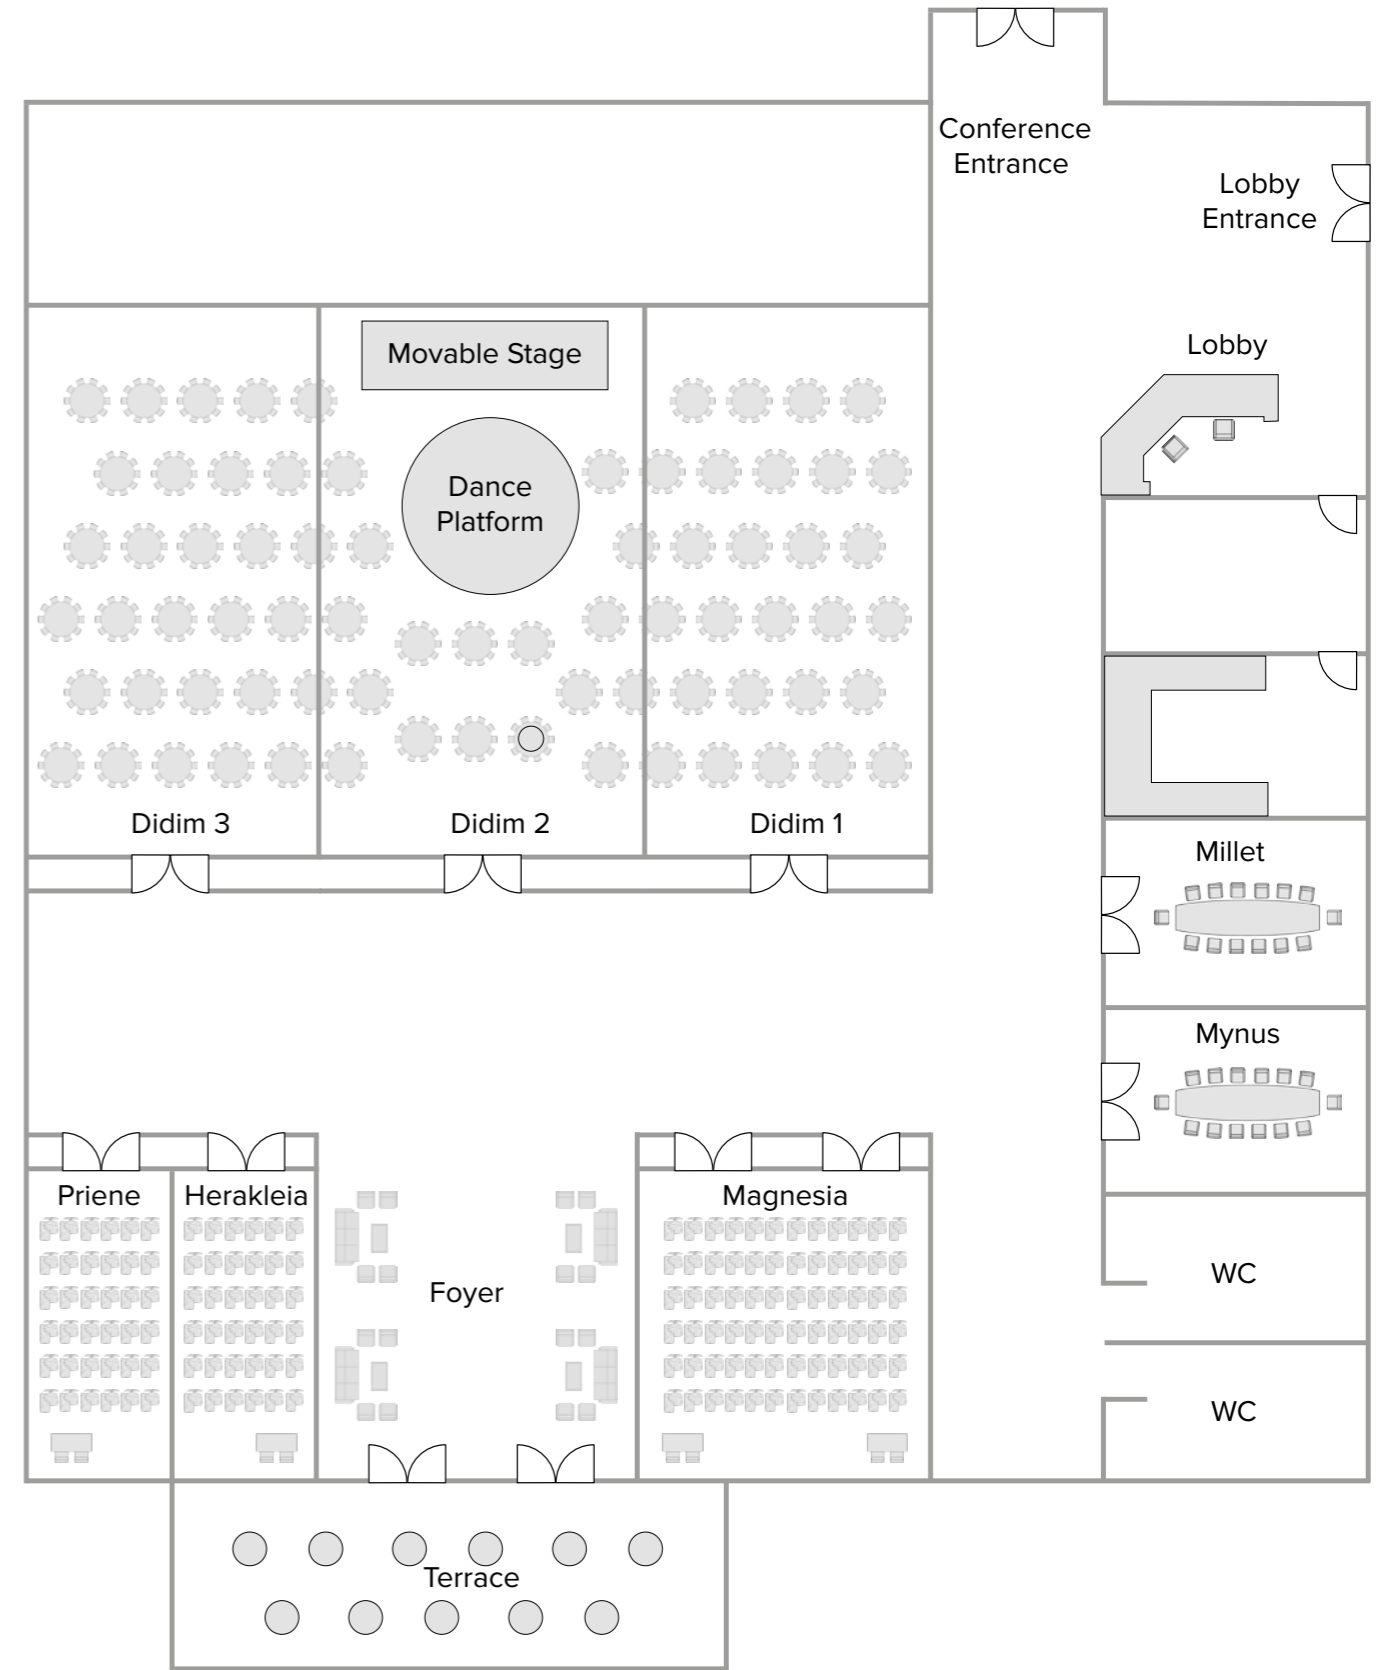 Conference
Entrance
Lobby
Entrance
Lobby
Movable Stage
Dance
Platform
Didim 3
Didim 2
Didim 1
Millet
Mynus
Priene
Herakleia
Magnesia
Foyer
WC
WC
Terrace